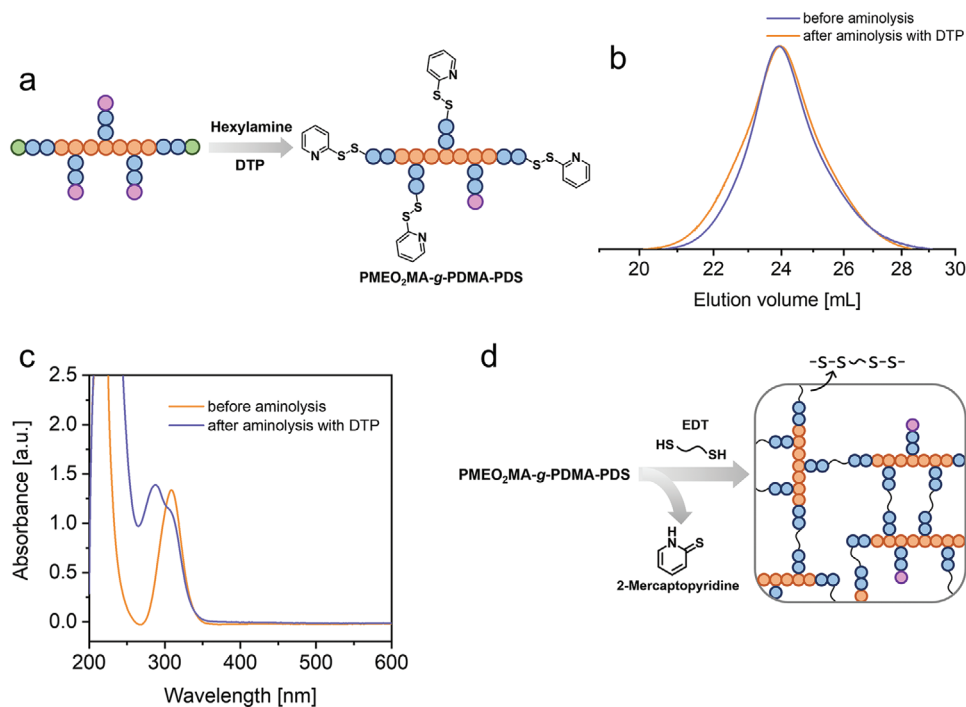 a
Hexylamine
DTP
N
S
S
N
S
S
S
S
N
S
S
N
PMEO₂MA-g-PDMA-PDS
b
before aminolysis
after aminolysis with DTP
20
22
24
26
28
30
Elution volume [mL]
c
before aminolysis
after aminolysis with DTP
Absorbance [a.u.]
2.5
2.0
1.5
1.0
0.5
0.0
200
300
400
500
600
Wavelength [nm]
d
-S-S S-S-
EDT
HS
SH
PMEO₂MA-g-PDMA-PDS
H
N
S
2-Mercaptopyridine